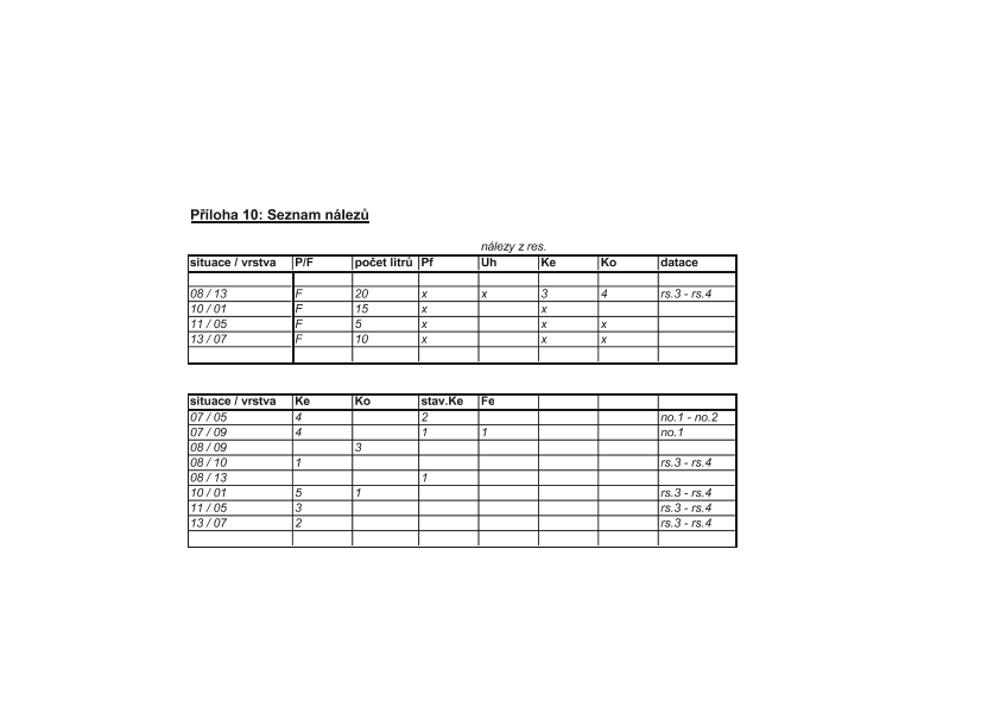 Příloha 10: Seznam nálezů
nálezy z res.
situace / vrstva P/F počet litrů Pf Uh Ke Ko datace
08 / 13 F 20 x x 3 4 rs.3 - rs.4
10 / 01 F 15 x x
11 / 05 F 5 x x x
13 / 07 F 10 x x x
situace / vrstva Ke Ko stav.Ke Fe
07 / 05 4 2 no.1 - no.2
07 / 09 4 1 1 no.1
08 / 09 3
08 / 10 1 rs.3 - rs.4
08 / 13 1
10 / 01 5 1 rs.3 - rs.4
11 / 05 3 rs.3 - rs.4
13 / 07 2 rs.3 - rs.4